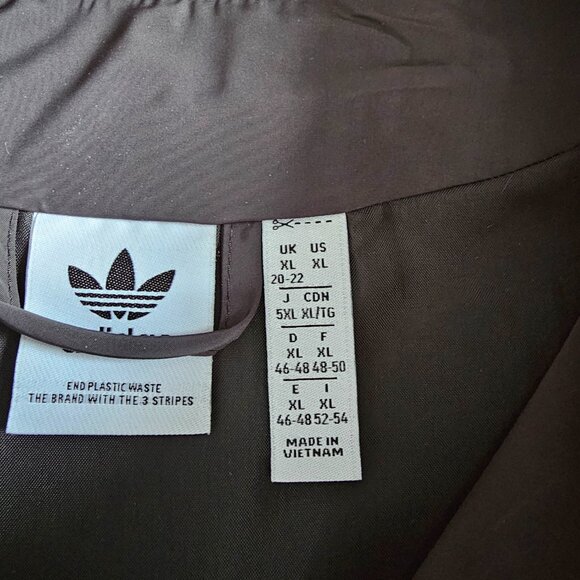 END PLASTIC WASTE
THE BRAND WITH THE 3 STRIPES
UK US
XL XL
20-22
J CDN
5XL XL/TG
D F
XL XL
46-48 48-50
E I
XL XL
46-48 52-54
MADE IN
VIETNAM